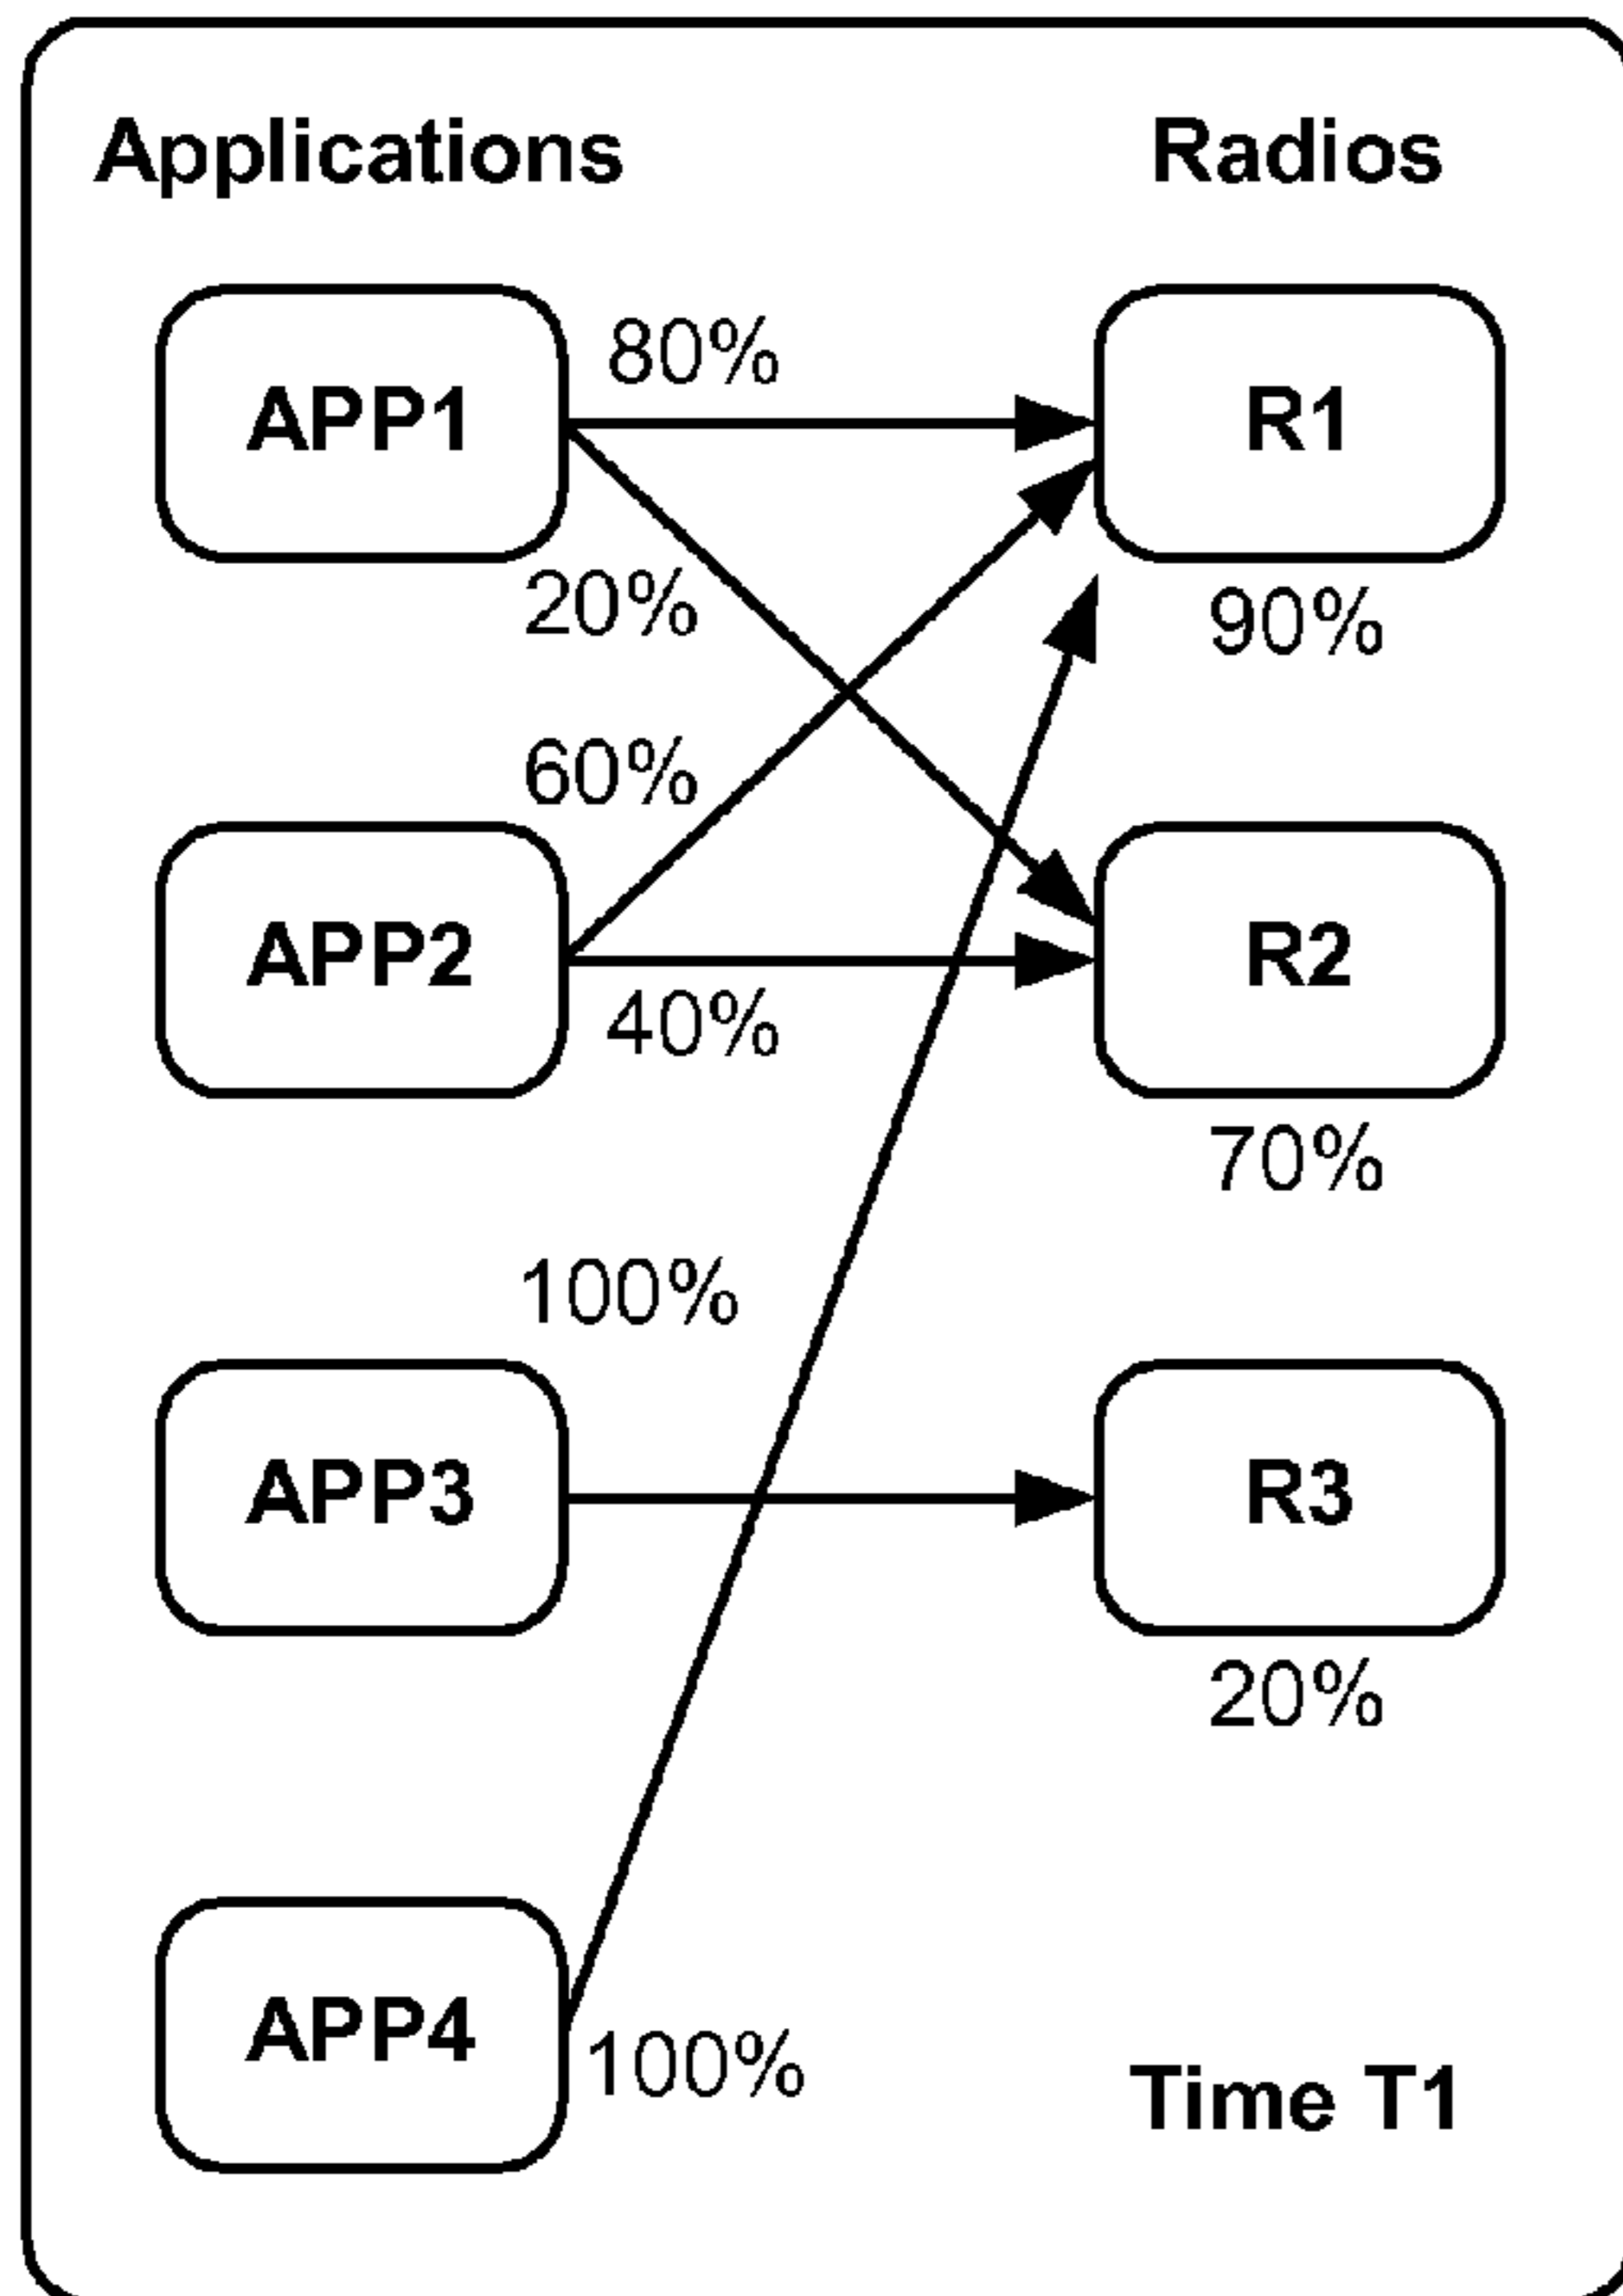 Applications Radios
APP1
80%
R1
20%
90%
60%
APP2
R2
40%
70%
100%
APP3
R3
20%
APP4
100%
Time T1